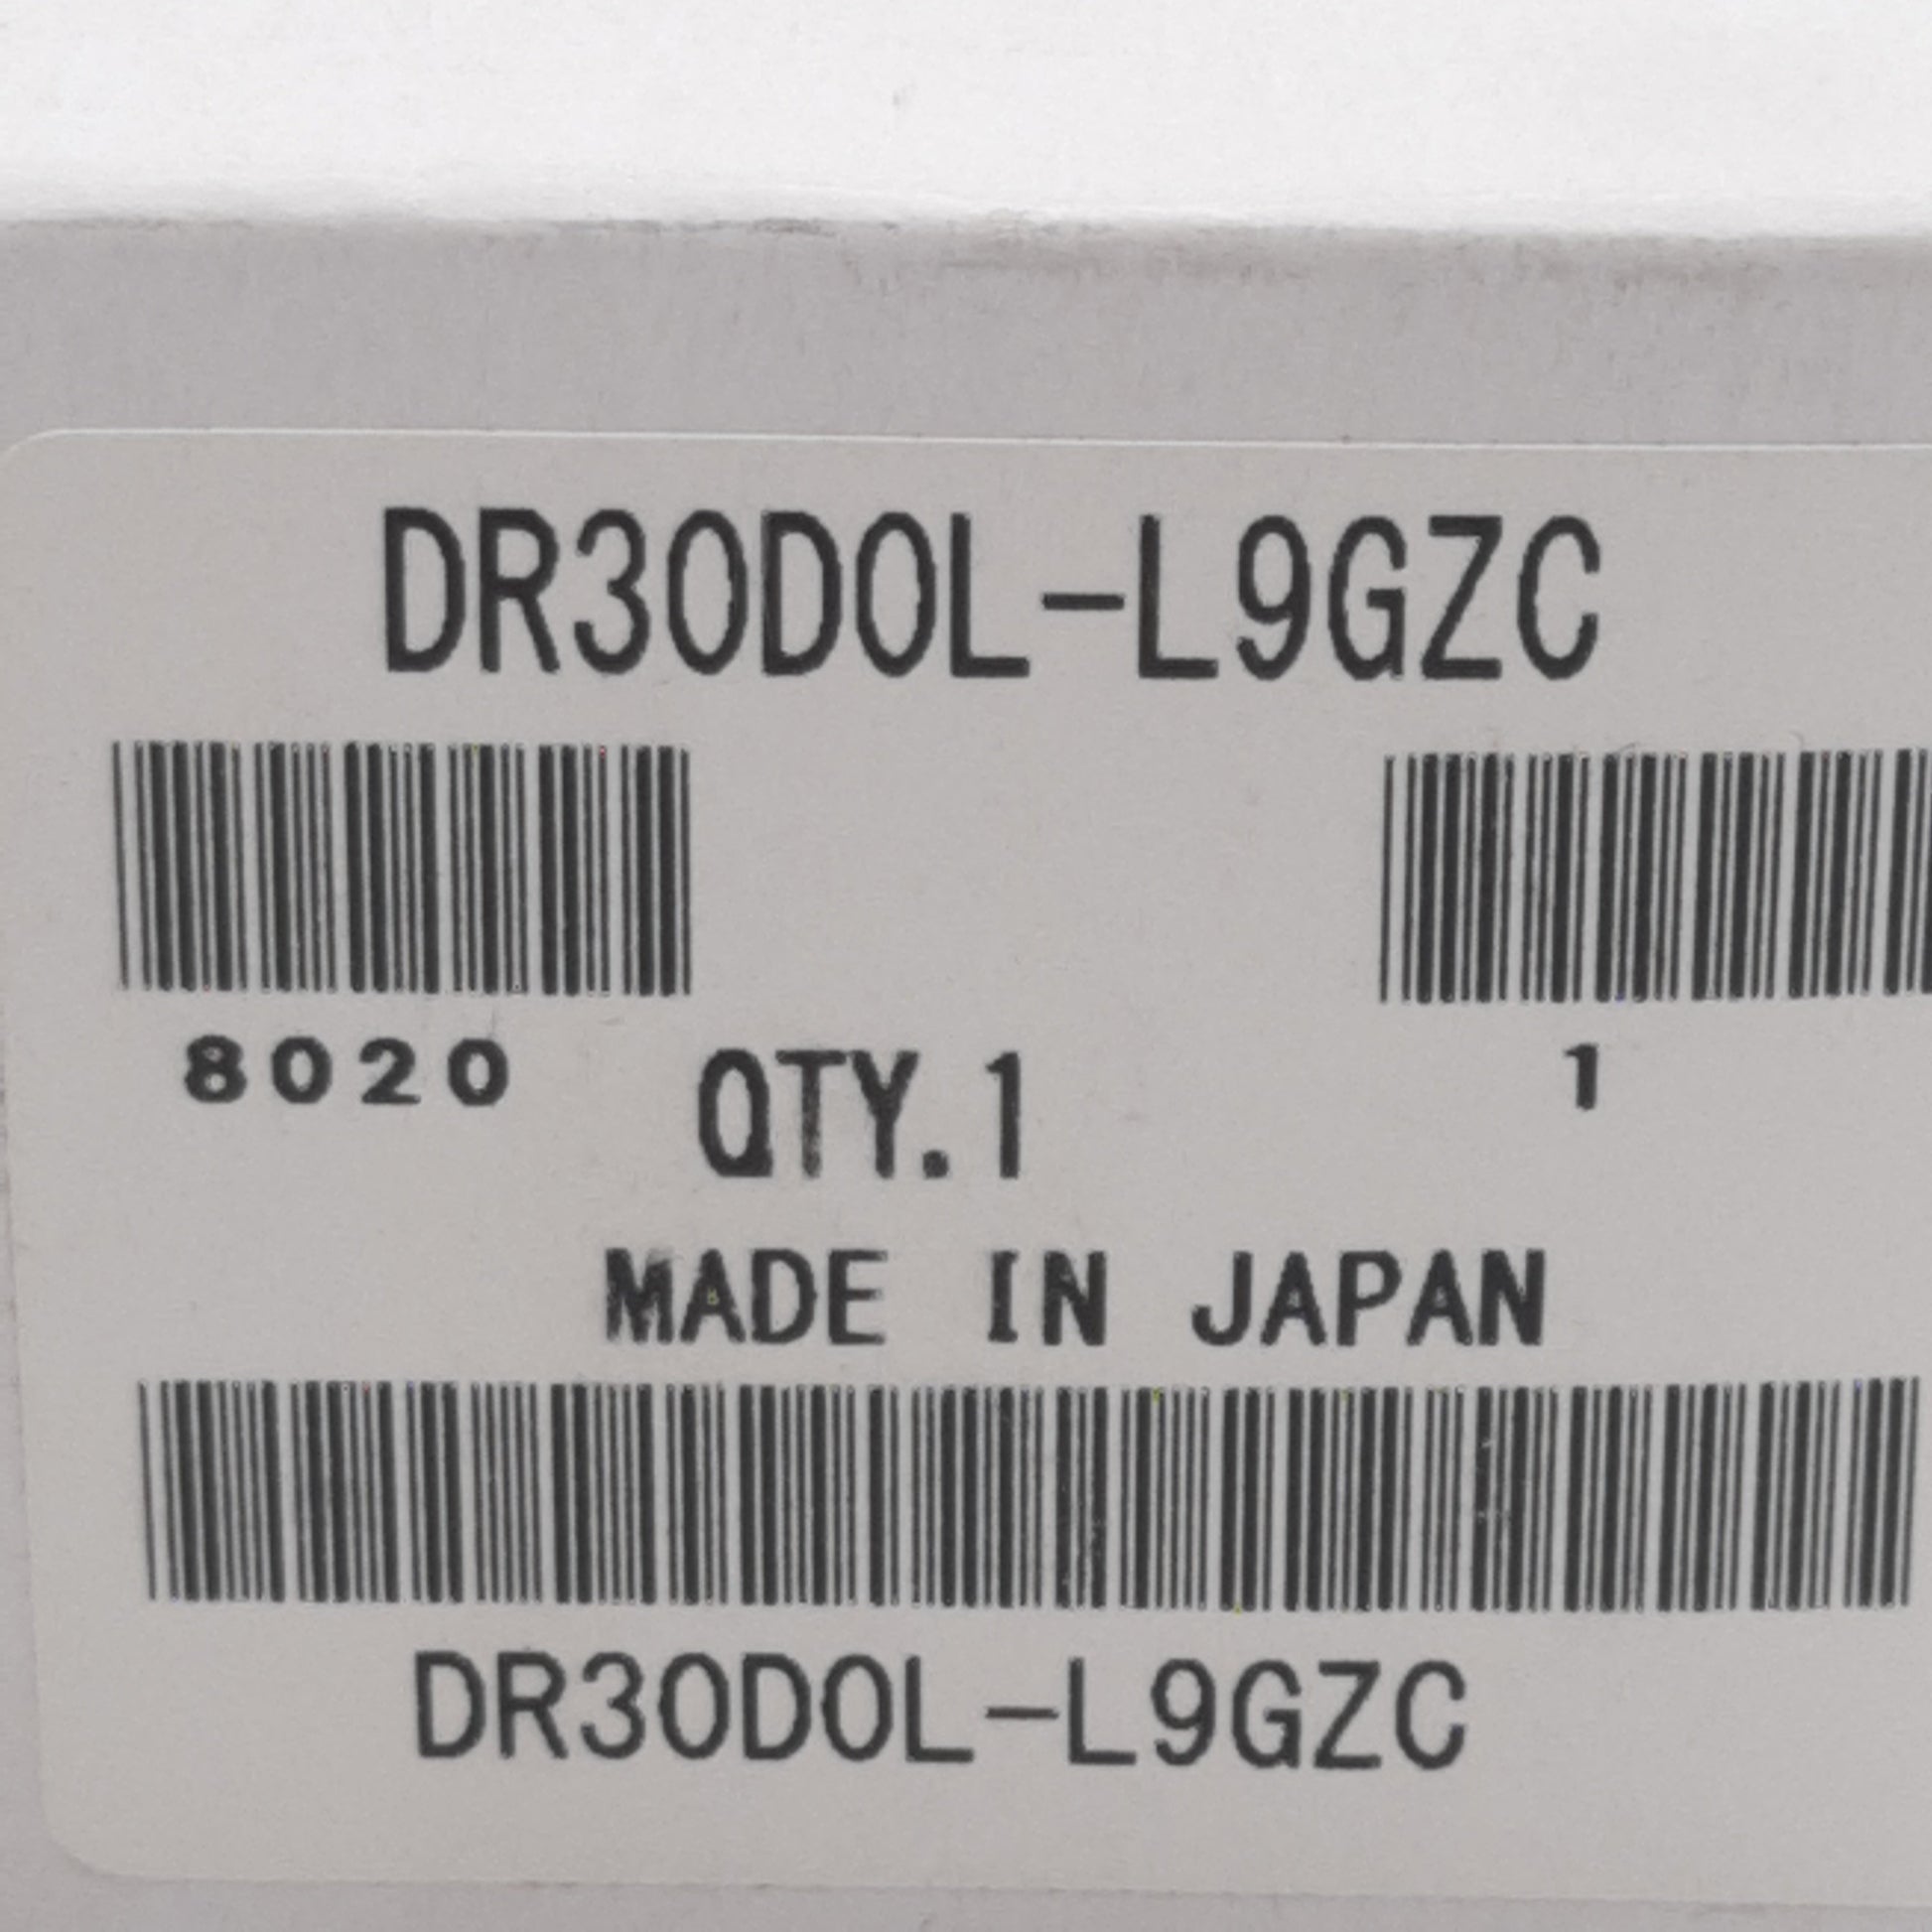 DR30D0L-L9GZC
8020 QTY.1 1
MADE IN JAPAN
DR30D0L-L9GZC